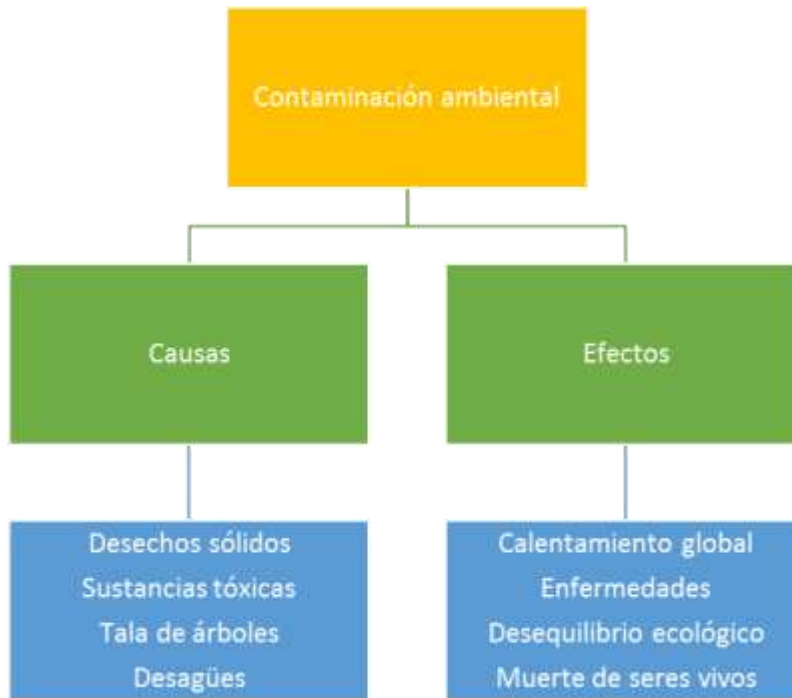 Contaminación ambiental
Causas
Efectos
Desechos sólidos
Sustancias tóxicas
Tala de árboles
Desagües
Calentamiento global
Enfermedades
Desequilibrio ecológico
Muerte de seres vivos